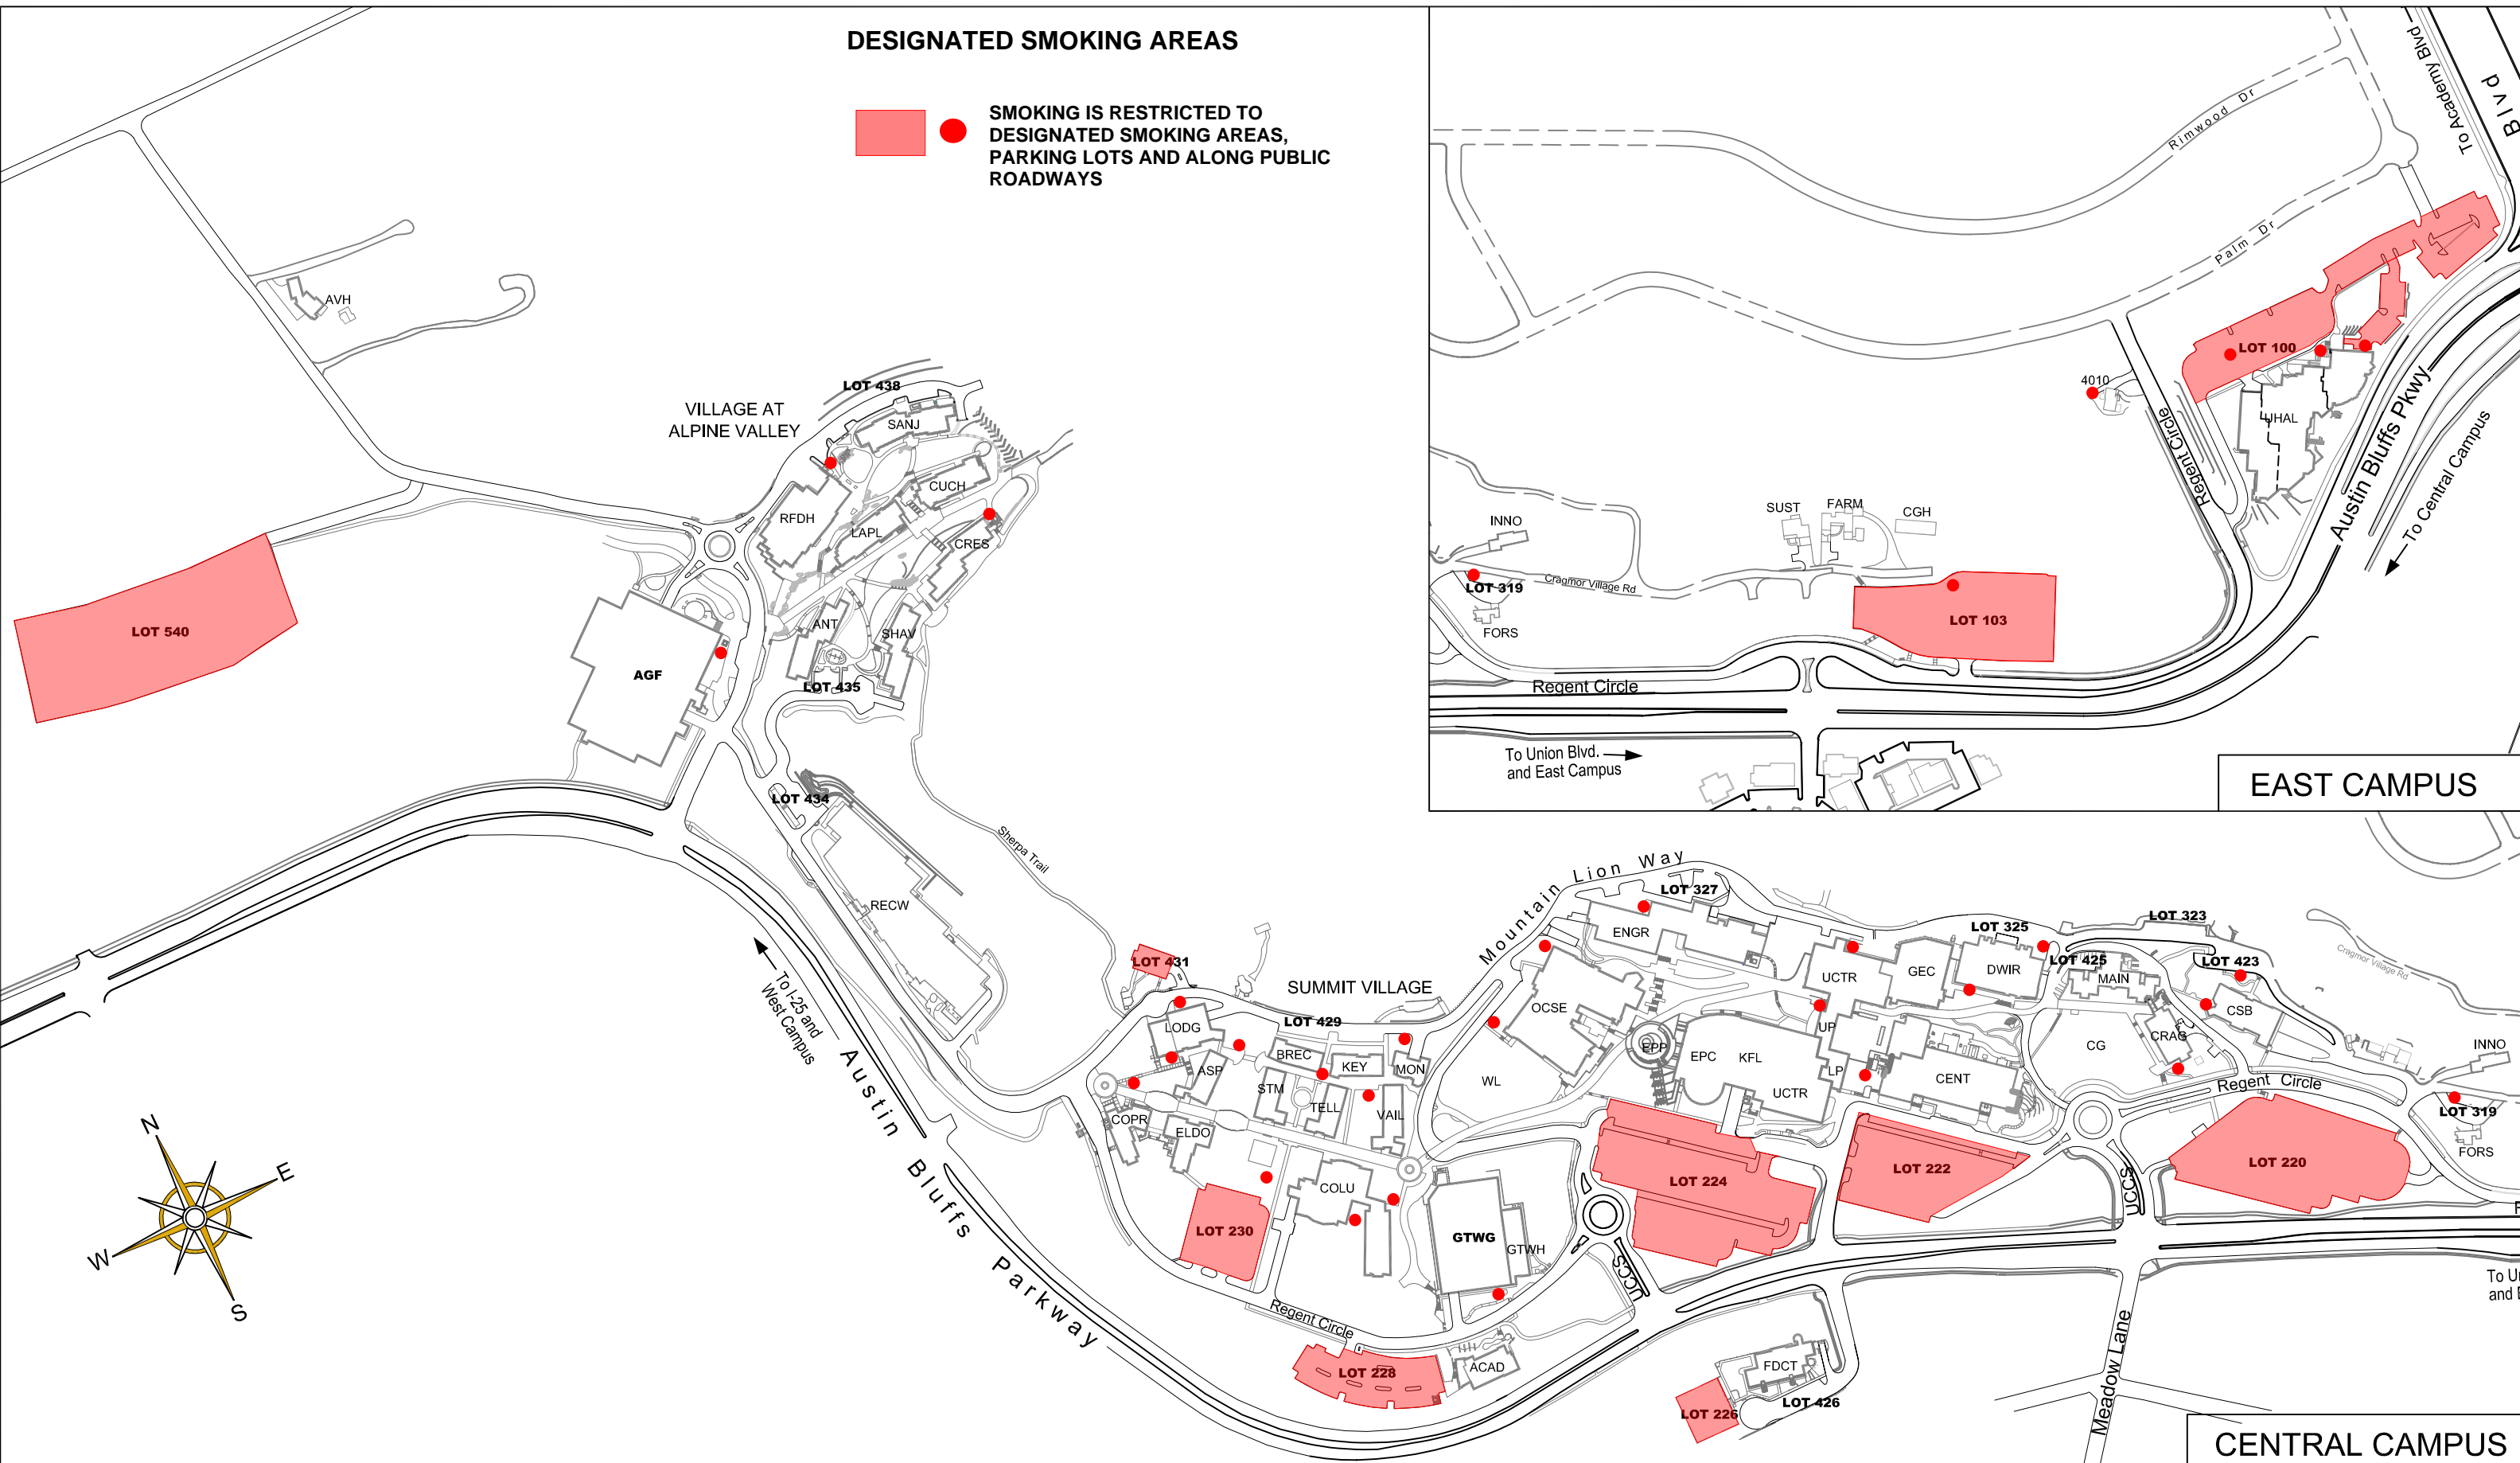 DESIGNATED SMOKING AREAS
SMOKING IS RESTRICTED TO
DESIGNATED SMOKING AREAS,
PARKING LOTS AND ALONG PUBLIC
ROADWAYS
AVH
VILLAGE AT
ALPINE VALLEY
LOT 438
SANJ
CUCH
RFDH
LAPL
CRES
ANT
SHAV
LOT 435
LOT 540
AGF
LOT 434
RECW
Sherpa Trail
To I-25 and
West Campus
Austin
Bluffs
Parkway
N
E
W
S
To Academy Blvd
Blvd
Rimwood Dr
Palm Dr
LOT 100
4010
UHAL
Regent Circle
Austin Bluffs Pkwy
To Central Campus
SUST
FARM
CGH
INNO
LOT 319
Cragmor Village Rd
FORS
LOT 103
Regent Circle
To Union Blvd.
and East Campus
EAST CAMPUS
Mountain Lion Way
LOT 327
ENGR
LOT 325
LOT 323
LOT 431
SUMMIT VILLAGE
UCTR
GEC
DWIR
LOT 425
MAIN
LOT 423
Cragmor Village Rd
OCSE
LODG
LOT 429
CSB
CRAG
UP
EPP
EPC
KFL
CG
INNO
BREC
KEY
MON
ASP
STM
TELL
VAIL
WL
LP
CENT
UCTR
Regent Circle
LOT 319
COPR
ELDO
FORS
LOT 224
LOT 222
LOT 220
COLU
LOT 230
GTWG
GTWH
UCCS
UCCS
To Un
and E
Regent Circle
LOT 228
ACAD
FDCT
LOT 226
LOT 426
Meadow Lane
CENTRAL CAMPUS